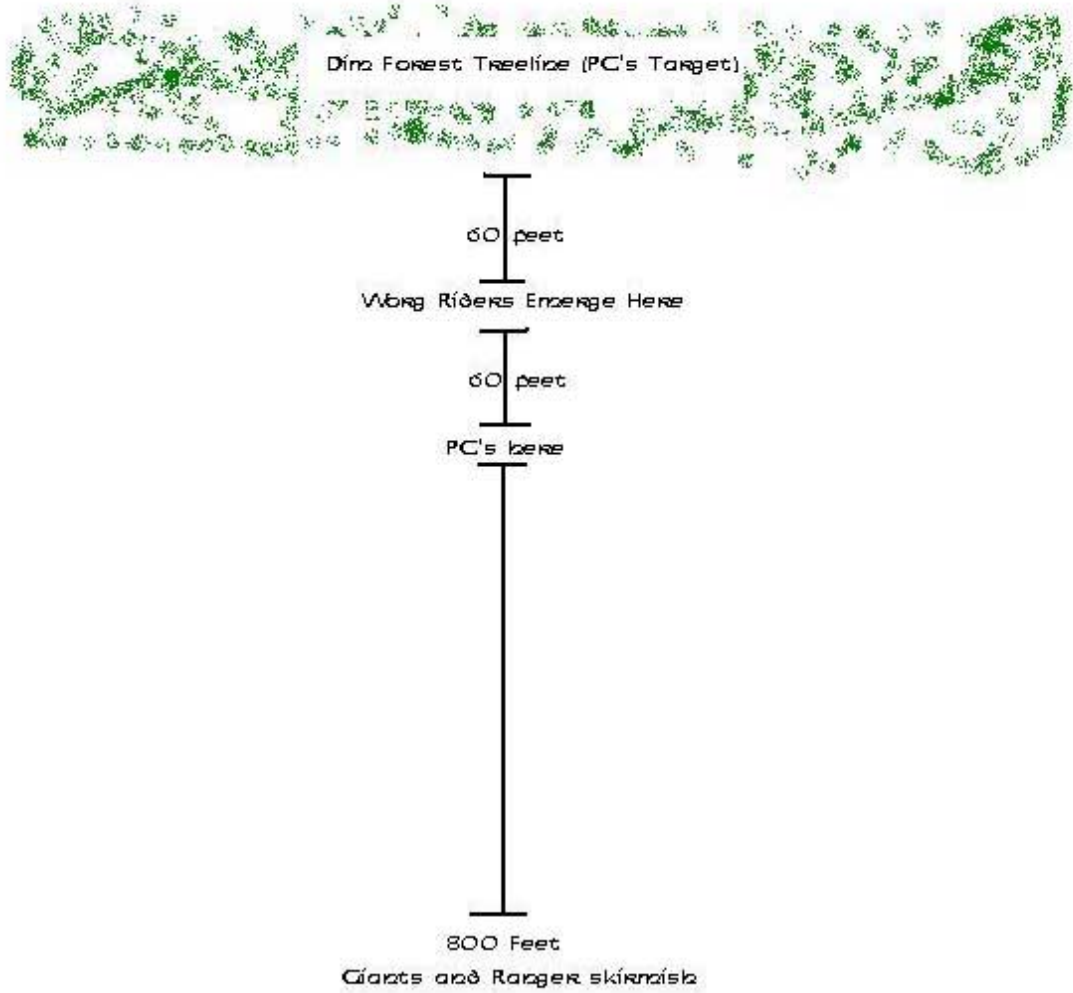 Dim Forest Treeline (PC's Target)
60 feet
Worg Riders Emerge Here
60 feet
PC's here
800 Feet
Giants and Ranger skirmish